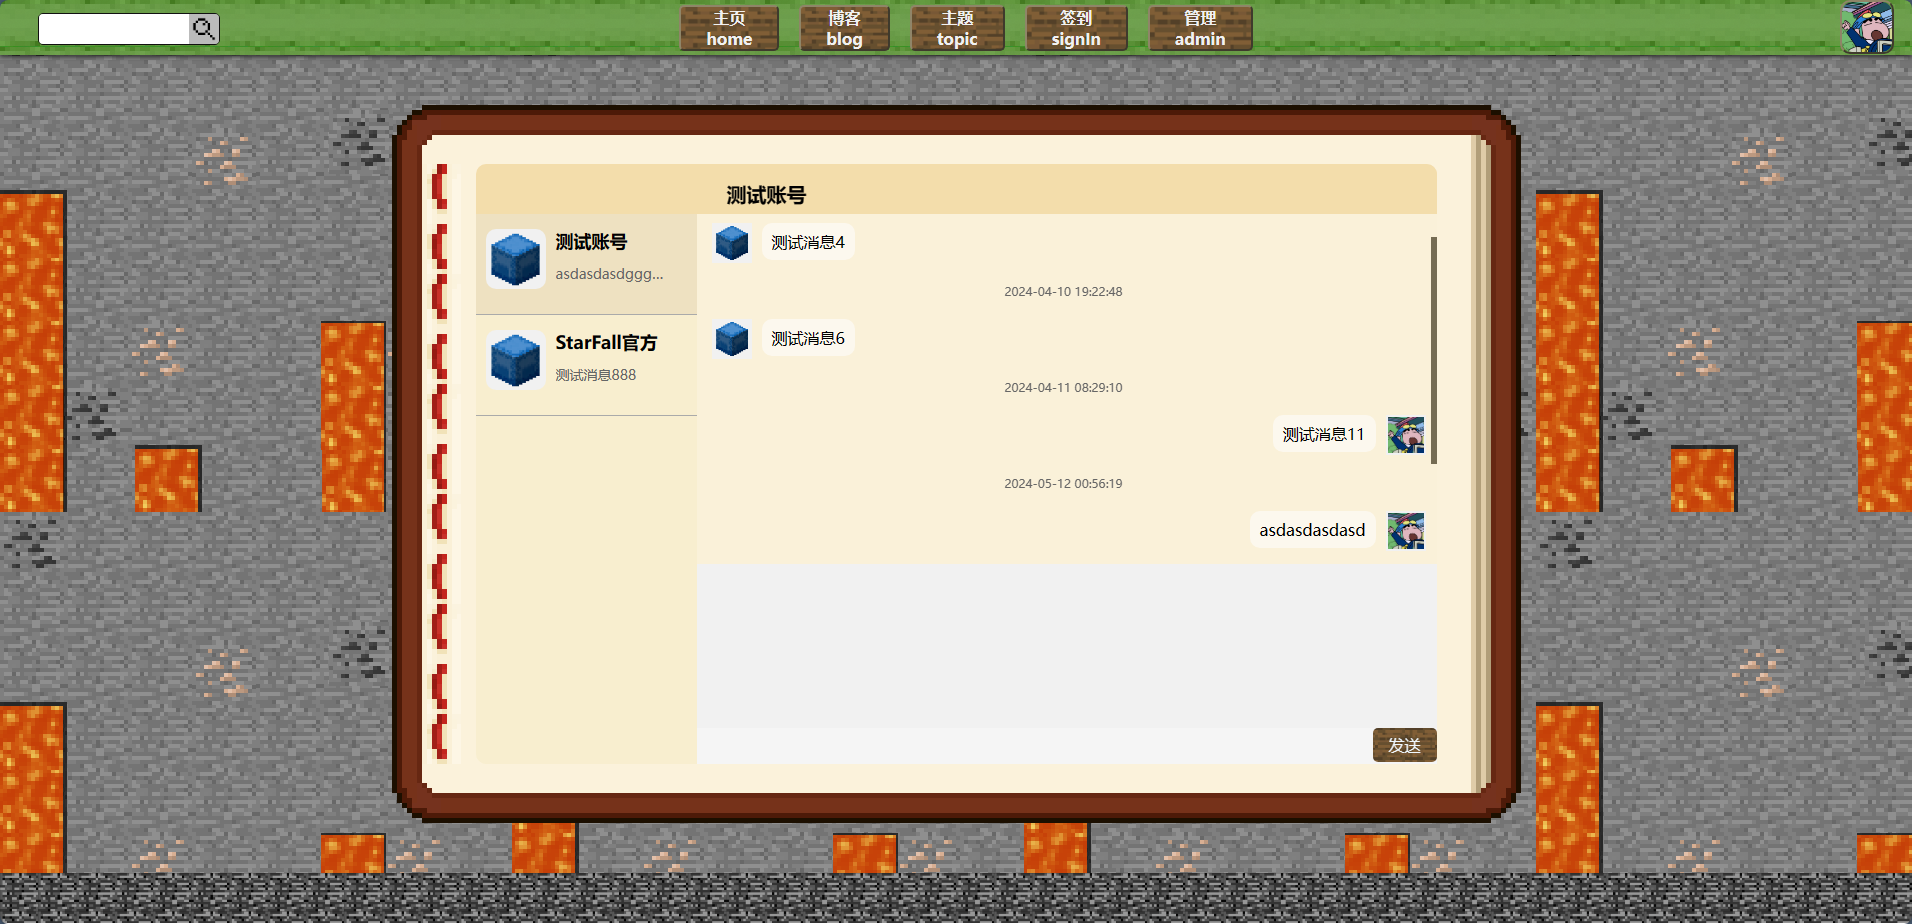 主页
home
博客
blog
主题
topic
签到
signIn
管理
admin
测试账号
测试账号
asdasdasdggg...
StarFall官方
测试消息888
测试消息4
2024-04-10 19:22:48
测试消息6
2024-04-11 08:29:10
测试消息11
2024-05-12 00:56:19
asdasdasdasd
发送